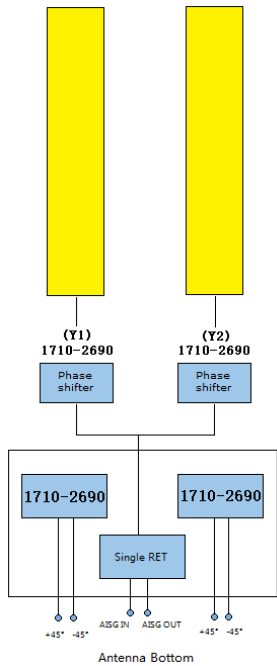 (Y1)
1710-2690
(Y2)
1710-2690
Phase
shifter
Phase
shifter
1710-2690
1710-2690
Single RET
+45° -45°
AISG IN
AISG OUT
+45° -45°
Antenna Bottom